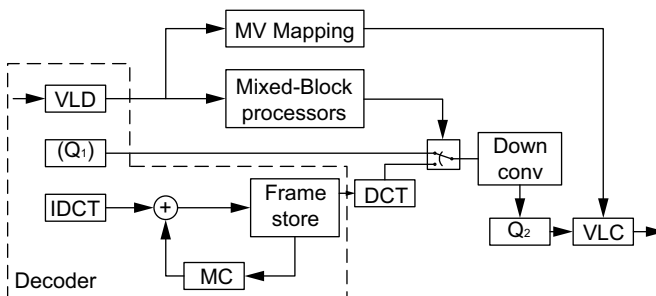 MV Mapping
VLD
Mixed-Block
processors
(Q₁)
Down
conv
IDCT
+
Frame
store
DCT
Q₂
VLC
MC
Decoder